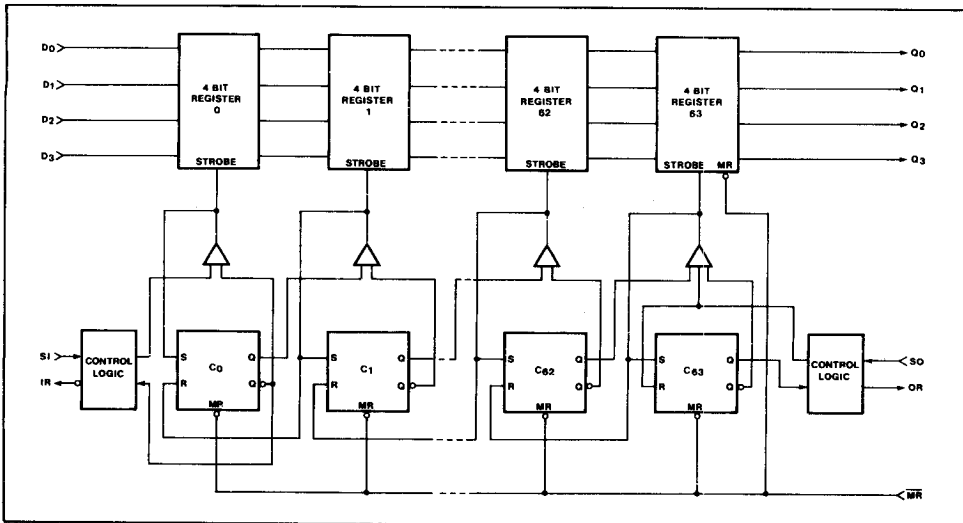 D0 Q0
D1 Q1
D2 Q2
D3 Q3
4 BIT REGISTER 0
STROBE
4 BIT REGISTER 1
STROBE
4 BIT REGISTER 62
STROBE
4 BIT REGISTER 63
STROBE MR
SI
IR
CONTROL LOGIC
S Q
C0
R Q
MR
S Q
C1
R Q
MR
S Q
C62
R Q
MR
S Q
C63
R Q
MR
CONTROL LOGIC
SO
OR
MR